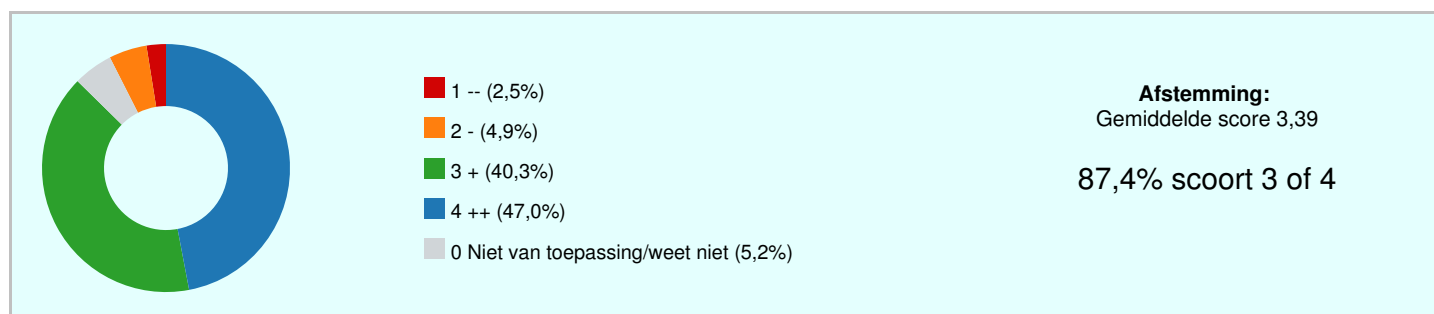 1 -- (2,5%)
2 - (4,9%)
3 + (40,3%)
4 ++ (47,0%)
0 Niet van toepassing/weet niet (5,2%)
Afstemming:
Gemiddelde score 3,39
87,4% scoort 3 of 4